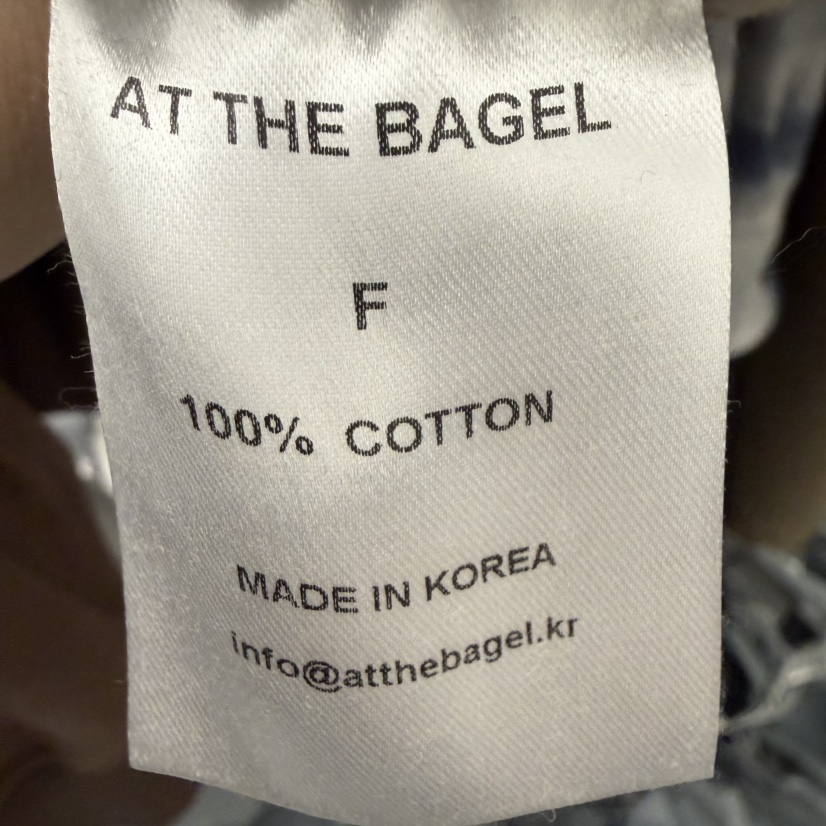 AT THE BAGEL
F
100% COTTON
MADE IN KOREA
info@atthebagel.kr